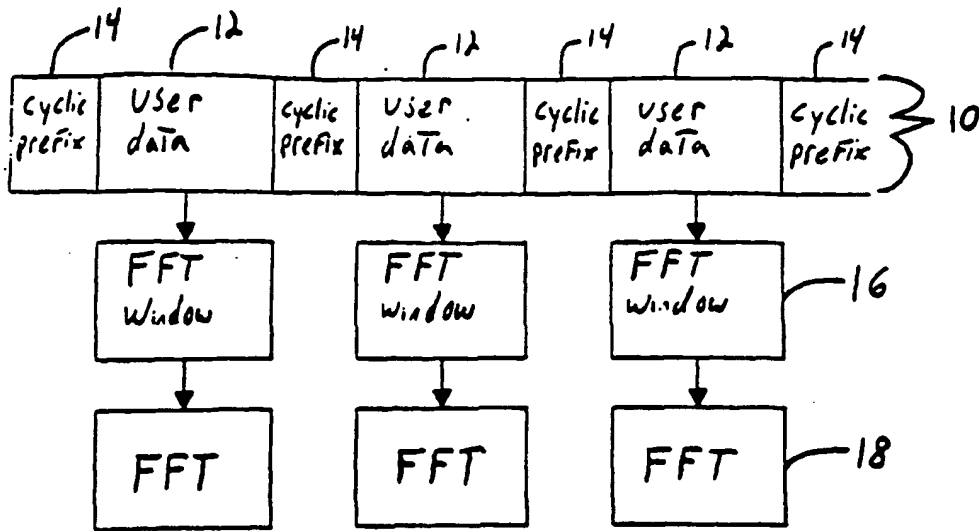 14 12 14 12 14 12 14
cyclic prefix
user data
cyclic prefix
user data
cyclic prefix
user data
cyclic prefix
10
FFT window
FFT window
FFT window
16
FFT
FFT
FFT
18